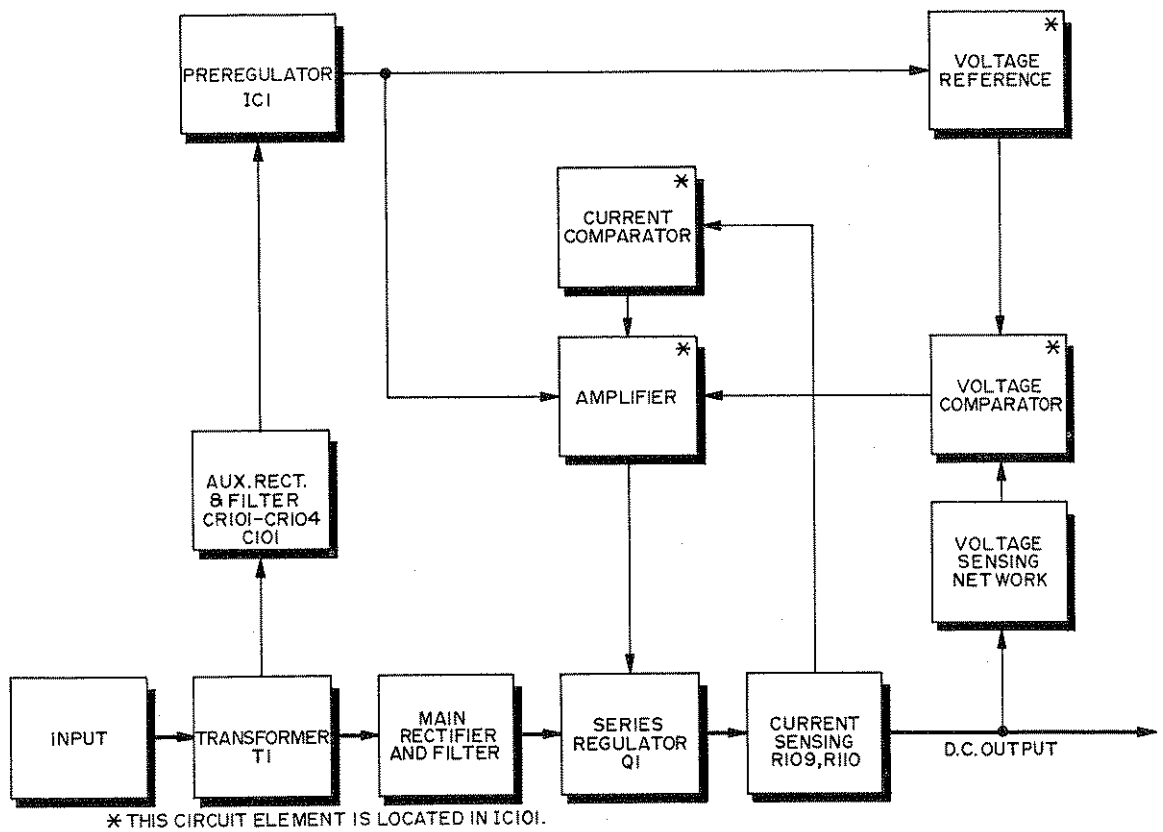 PREREGULATOR
IC1
*
VOLTAGE
REFERENCE
*
CURRENT
COMPARATOR
*
AMPLIFIER
*
VOLTAGE
COMPARATOR
AUX. RECT.
& FILTER
CR101-CR104
C101
VOLTAGE
SENSING
NETWORK
INPUT
TRANSFORMER
T1
MAIN
RECTIFIER
AND FILTER
SERIES
REGULATOR
Q1
CURRENT
SENSING
R109, R110
D.C. OUTPUT
* THIS CIRCUIT ELEMENT IS LOCATED IN IC101.